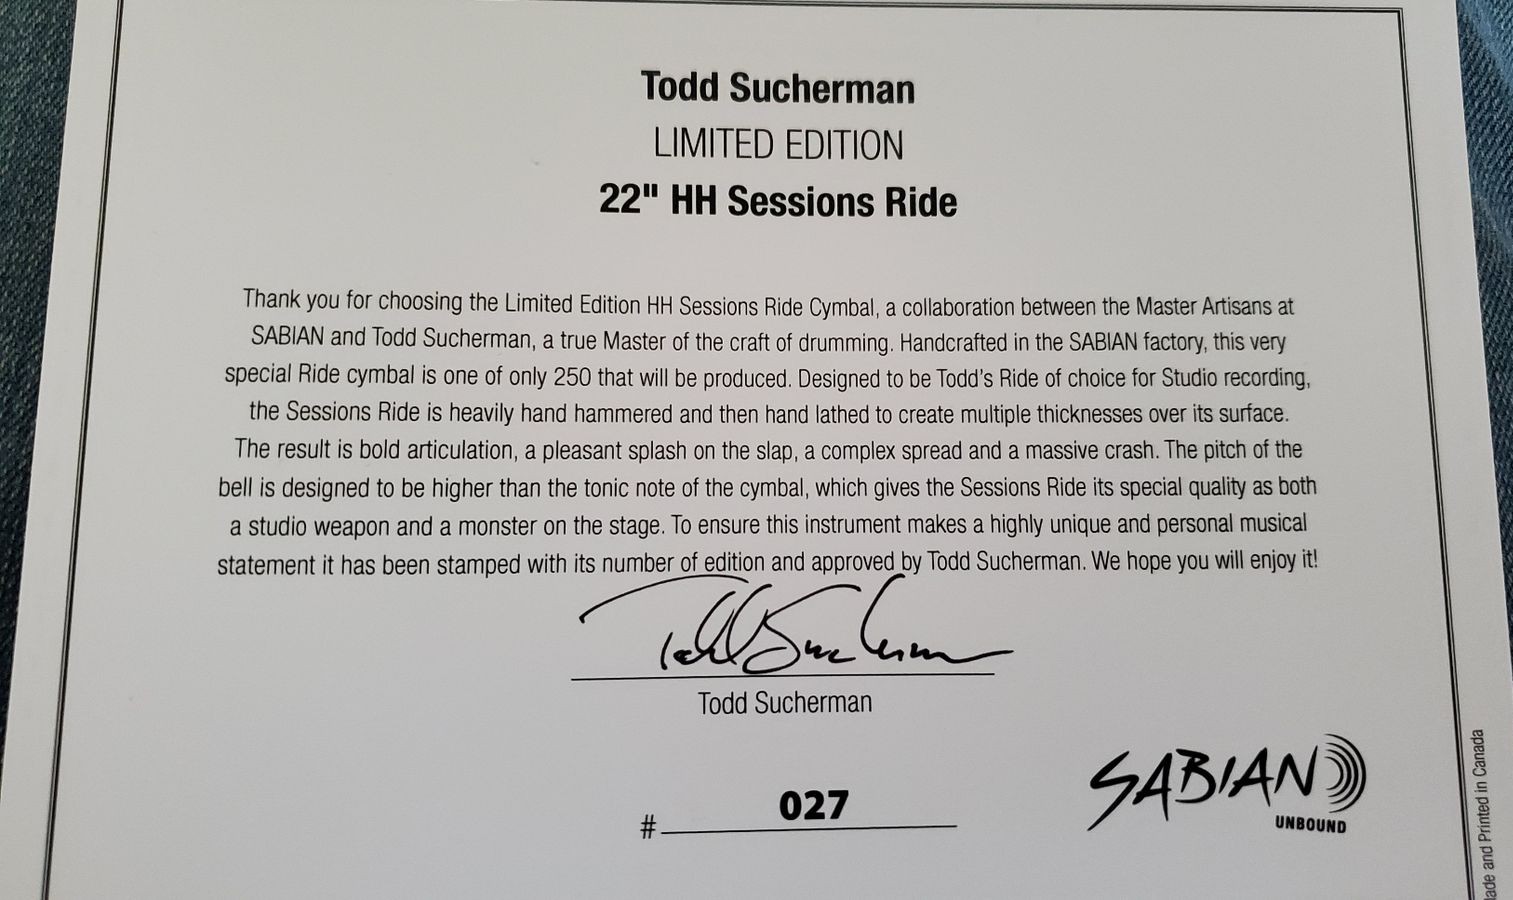 Todd Sucherman
LIMITED EDITION
22" HH Sessions Ride
Thank you for choosing the Limited Edition HH Sessions Ride Cymbal, a collaboration between the Master Artisans at
SABIAN and Todd Sucherman, a true Master of the craft of drumming. Handcrafted in the SABIAN factory, this very
special Ride cymbal is one of only 250 that will be produced. Designed to be Todd's Ride of choice for Studio recording,
the Sessions Ride is heavily hand hammered and then hand lathed to create multiple thicknesses over its surface.
The result is bold articulation, a pleasant splash on the slap, a complex spread and a massive crash. The pitch of the
bell is designed to be higher than the tonic note of the cymbal, which gives the Sessions Ride its special quality as both
a studio weapon and a monster on the stage. To ensure this instrument makes a highly unique and personal musical
statement it has been stamped with its number of edition and approved by Todd Sucherman. We hope you will enjoy it!
Todd Sucherman
Todd Sucherman
# 027
SABIAN
UNBOUND
and Printed in Canada